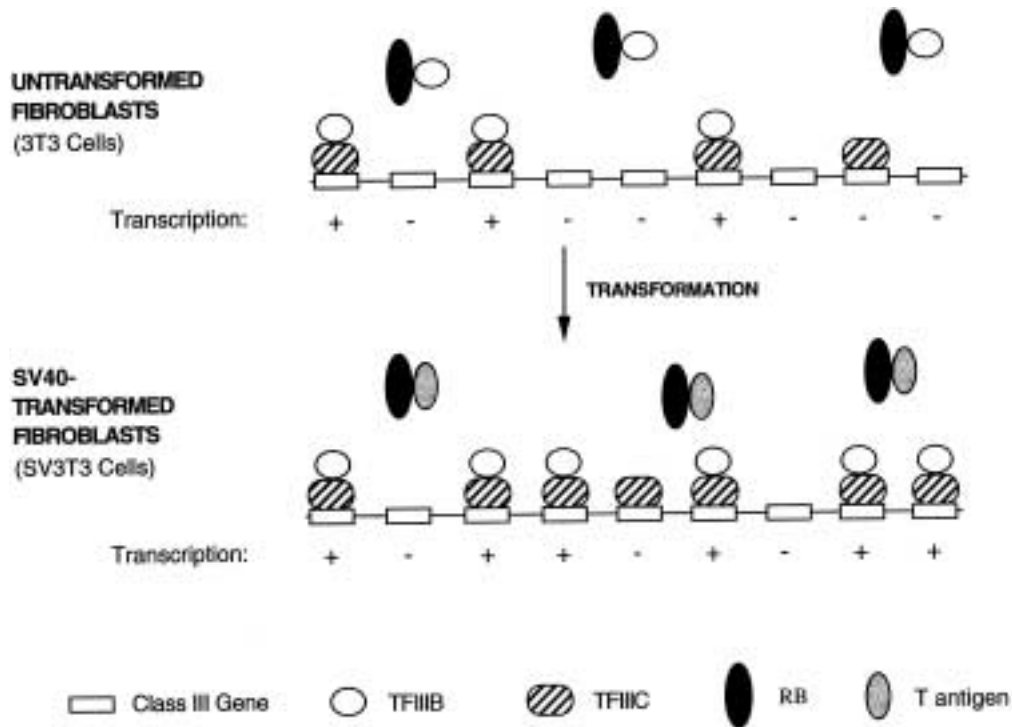 UNTRANSFORMED
FIBROBLASTS
(3T3 Cells)
Transcription: + - + - - + - - -
TRANSFORMATION
SV40-
TRANSFORMED
FIBROBLASTS
(SV3T3 Cells)
Transcription: + - + + - + - + +
Class III Gene TFIIIB TFIIIC RB T antigen